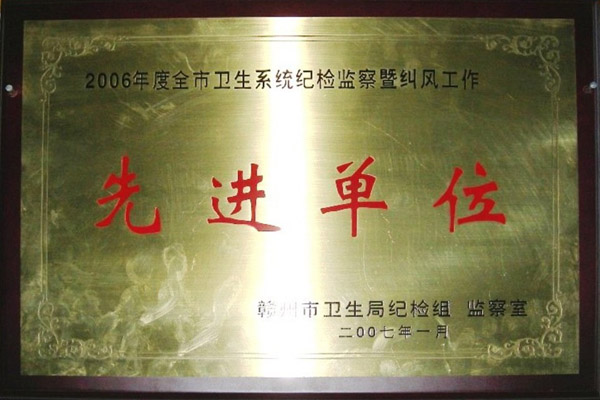 2006年度全市卫生系统纪检监察暨纠风工作
先进单位
赣州市卫生局纪检组 监察室
二〇〇七年一月